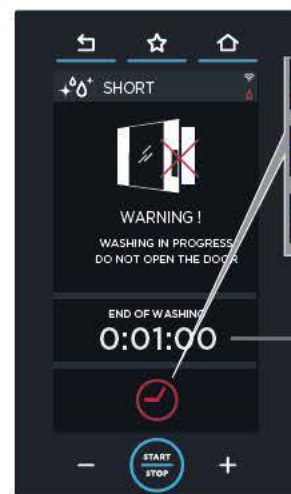 SHORT
WARNING !
WASHING IN PROGRESS
DO NOT OPEN THE DOOR
END OF WASHING
0:01:00
−
START
STOP
+